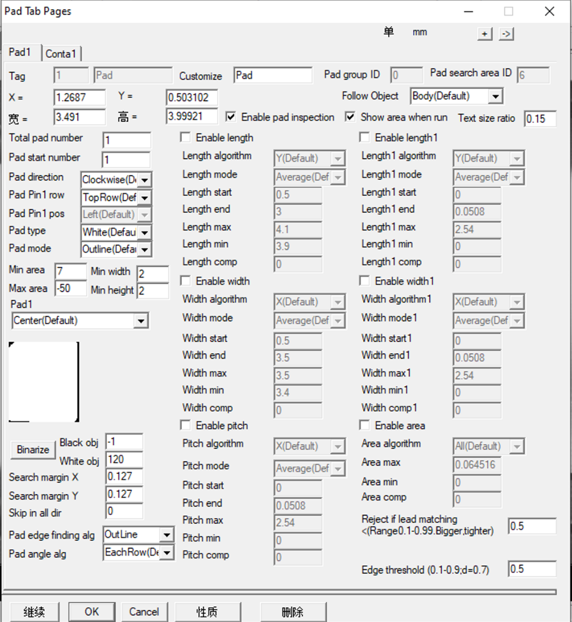 Pad Tab Pages
单 mm + ->
Pad1 Conta1
Tag 1 Pad Customize Pad Pad group ID 0 Pad search area ID 6
X = 1.2687 Y = 0.503102 Follow Object Body(Default)
宽 = 3.491 高 = 3.99921 Enable pad inspection Show area when run Text size ratio 0.15
Total pad number 1
Pad start number 1
Pad direction Clockwise(De
Pad Pin1 row TopRow(Def
Pad Pin1 pos Left(Default)
Pad type White(Defau
Pad mode Outline(Defau
Min area 7 Min width 2
Max area -50 Min height 2
Pad1
Center(Default)
Binarize Black obj -1
White obj 120
Search margin X 0.127
Search margin Y 0.127
Skip in all dir 0
Pad edge finding alg OutLine
Pad angle alg EachRow(De
Enable length
Length algorithm Y(Default)
Length mode Average(Def
Length start 0.5
Length end 3
Length max 4.1
Length min 3.9
Length comp 0
Enable width
Width algorithm X(Default)
Width mode Average(Def
Width start 0.5
Width end 3.5
Width max 3.5
Width min 3.4
Width comp 0
Enable pitch
Pitch algorithm X(Default)
Pitch mode Average(Def
Pitch start 0
Pitch end 0.0508
Pitch max 2.54
Pitch min 0
Pitch comp 0
Enable length1
Length1 algorithm Y(Default)
Length1 mode Average(Def
Length1 start 0
Length1 end 0.0508
Length1 max 2.54
Length1 min 0
Length1 comp 0
Enable width1
Width algorithm1 X(Default)
Width mode1 Average(Def
Width start1 0
Width end1 0.0508
Width max1 2.54
Width min1 0
Width comp1 0
Enable area
Area algorithm All(Default)
Area max 0.064516
Area min 0
Area comp 0
Reject if lead matching
<(Range0.1-0.99.Bigger,tighter) 0.5
Edge threshold (0.1-0.9;d=0.7) 0.5
继续 OK Cancel 性质 删除